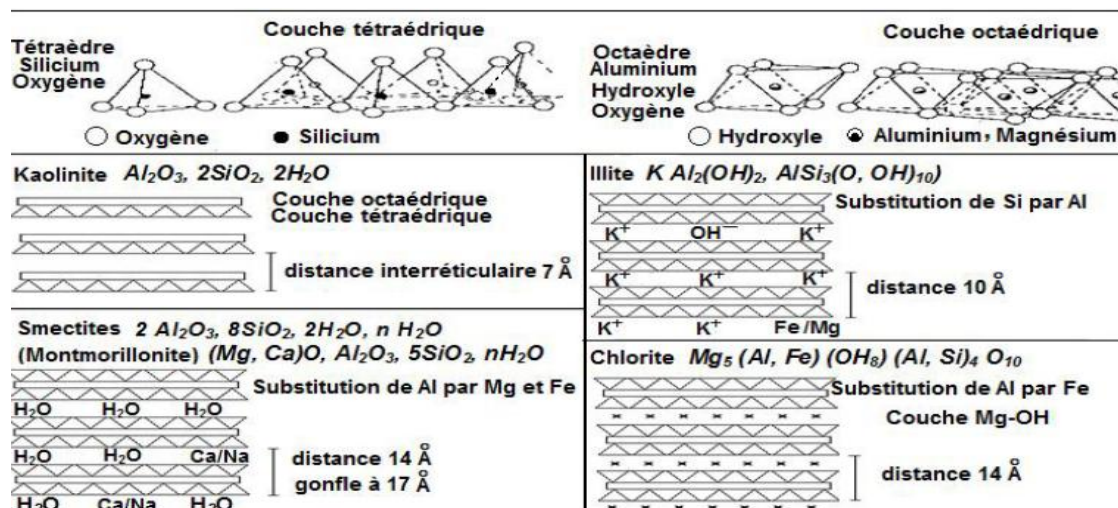 Couche tétraédrique
Tétraèdre
Silicium
Oxygène
Oxygène
Silicium
Couche octaédrique
Octaèdre
Aluminium
Hydroxyle
Oxygène
Hydroxyle
Aluminium, Magnésium
Kaolinite Al₂O₃, 2SiO₂, 2H₂O
Couche octaédrique
Couche tétraédrique
distance interréticulaire 7 Å
Illite K Al₂(OH)₂, AlSi₃(O, OH)₁₀)
Substitution de Si par Al
K⁺ OH⁻ K⁺
K⁺ K⁺ K⁺
distance 10 Å
K⁺ K⁺ Fe/Mg
Smectites 2 Al₂O₃, 8SiO₂, 2H₂O, n H₂O
(Montmorillonite) (Mg, Ca)O, Al₂O₃, 5SiO₂, nH₂O
Substitution de Al par Mg et Fe
H₂O H₂O H₂O
H₂O H₂O Ca/Na
distance 14 Å
gonfle à 17 Å
H₂O Ca/Na H₂O
Chlorite Mg₅ (Al, Fe) (OH₈) (Al, Si)₄ O₁₀
Substitution de Al par Fe
Couche Mg-OH
distance 14 Å